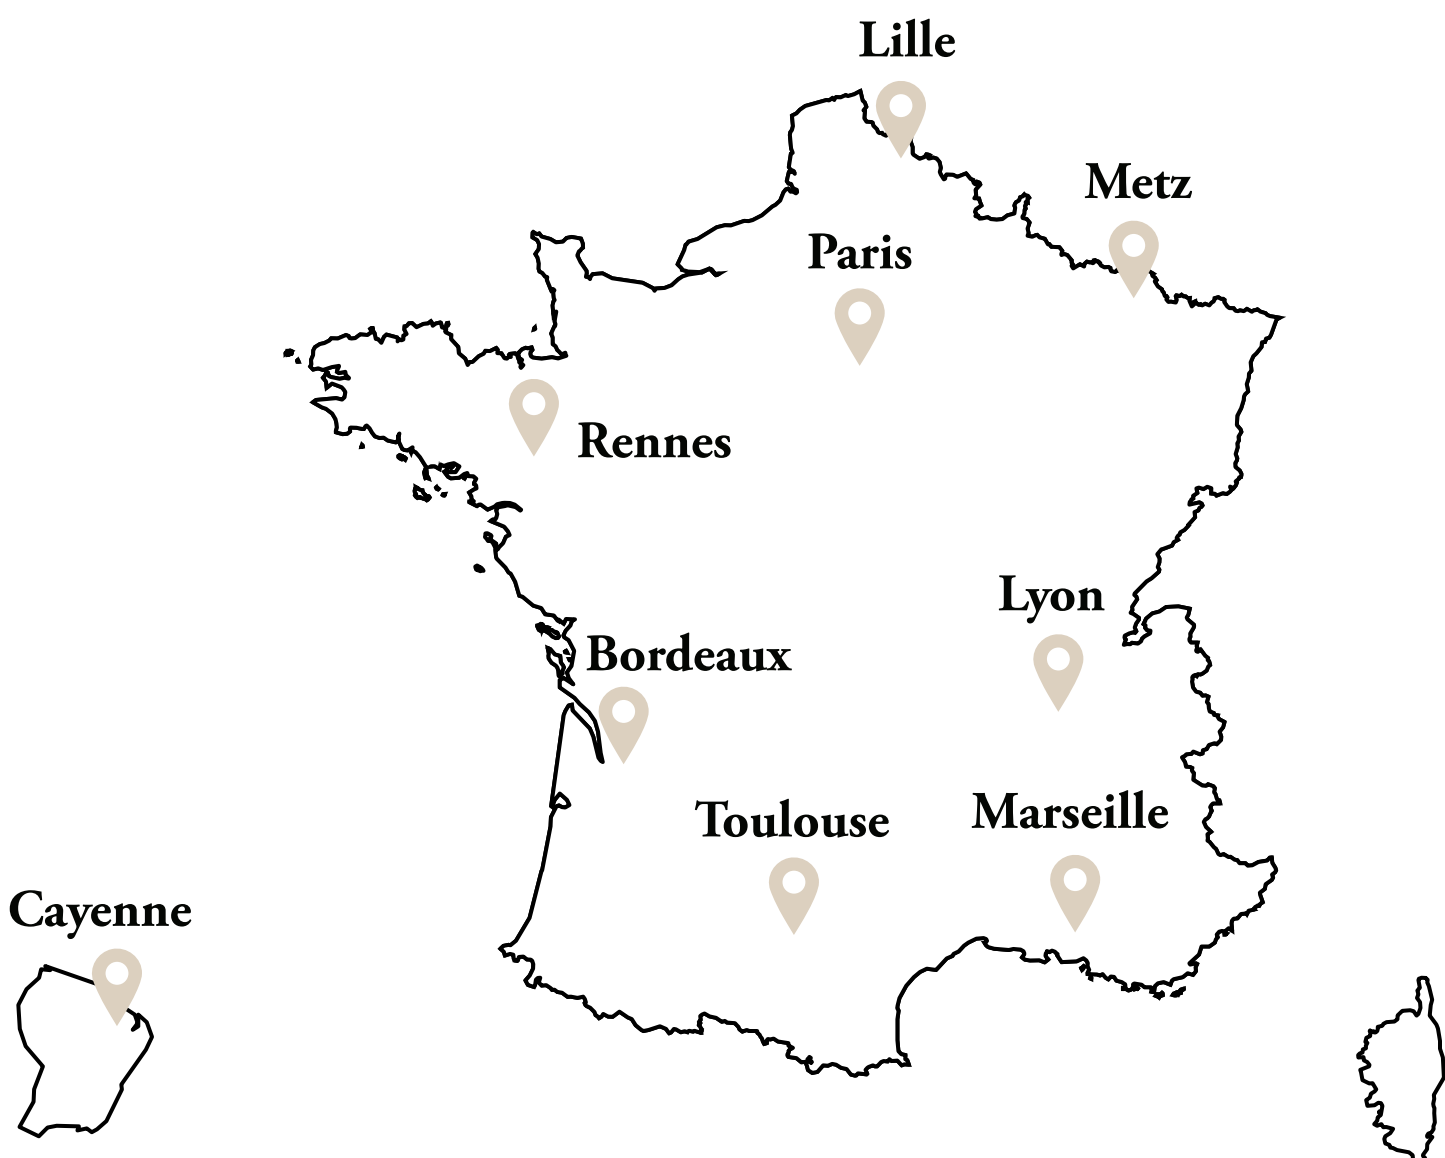 Lille
Metz
Paris
Rennes
Lyon
Bordeaux
Marseille
Toulouse
Cayenne